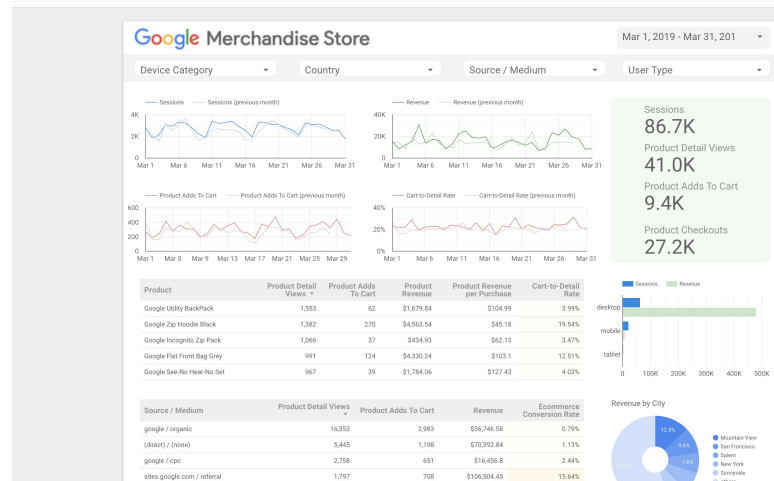 Google Merchandise Store
Mar 1, 2019 - Mar 31, 201
Device Category
Country
Source / Medium
User Type
Sessions Sessions (previous month)
4K
2K
0
Mar 1 Mar 6 Mar 11 Mar 16 Mar 21 Mar 26 Mar 31
Revenue Revenue (previous month)
40K
20K
0
Mar 1 Mar 6 Mar 11 Mar 16 Mar 21 Mar 26 Mar 31
Sessions
86.7K
Product Detail Views
41.0K
Product Adds To Cart
9.4K
Product Checkouts
27.2K
Product Adds To Cart Product Adds To Cart (previous month)
600
400
200
0
Mar 1 Mar 5 Mar 9 Mar 13 Mar 17 Mar 21 Mar 25 Mar 29
Cart-to-Detail Rate Cart-to-Detail Rate (previous month)
40%
20%
0%
Mar 1 Mar 6 Mar 11 Mar 16 Mar 21 Mar 26 Mar 31
Product Product Detail Views Product Adds To Cart Product Revenue Product Revenue per Purchase Cart-to-Detail Rate
Google Utility BackPack 1,553 62 $1,679.84 $104.99 3.99%
Google Zip Hoodie Black 1,382 270 $4,563.54 $45.18 19.54%
Google Incognito Zip Pack 1,066 37 $434.93 $62.13 3.47%
Google Flat Front Bag Grey 991 124 $4,330.24 $103.1 12.51%
Google See-No Hear-No Set 967 39 $1,784.06 $127.43 4.03%
Sessions Revenue
desktop
mobile
tablet
0 100K 200K 300K 400K 500K
Source / Medium Product Detail Views Product Adds To Cart Revenue Ecommerce Conversion Rate
google / organic 16,353 2,983 $36,746.58 0.79%
(direct) / (none) 5,445 1,198 $70,392.84 1.13%
google / cpc 2,758 651 $16,456.8 2.44%
sites.google.com / referral 1,797 708 $106,504.45 15.64%
Revenue by City
12.8%
9.6%
7.6%
Mountain View
San Francisco
Salem
New York
Sunnyvale